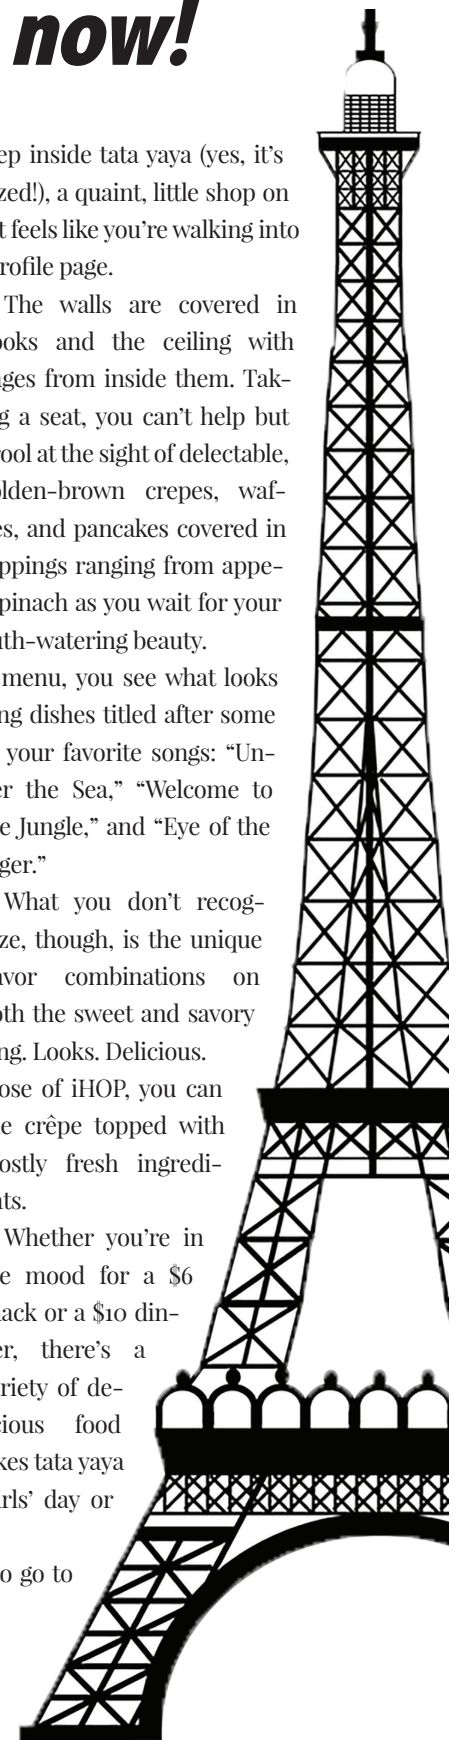 now!
ep inside tata yaya (yes, it’s
zed!), a quaint, little shop on
t feels like you’re walking into
rofile page.
The walls are covered in
ooks and the ceiling with
ges from inside them. Tak-
g a seat, you can’t help but
rool at the sight of delectable,
olden-brown crepes, waf-
es, and pancakes covered in
ppings ranging from appe-
pinach as you wait for your
uth-watering beauty.
menu, you see what looks
ng dishes titled after some
your favorite songs: “Un-
er the Sea,” “Welcome to
e Jungle,” and “Eye of the
ger.”
What you don’t recog-
ze, though, is the unique
avor combinations on
oth the sweet and savory
ng. Looks. Delicious.
ose of iHOP, you can
e crêpe topped with
ostly fresh ingredi-
nts.
Whether you’re in
e mood for a $6
nack or a $10 din-
er, there’s a
riety of de-
cious food
kes tata yaya
irls’ day or
o go to